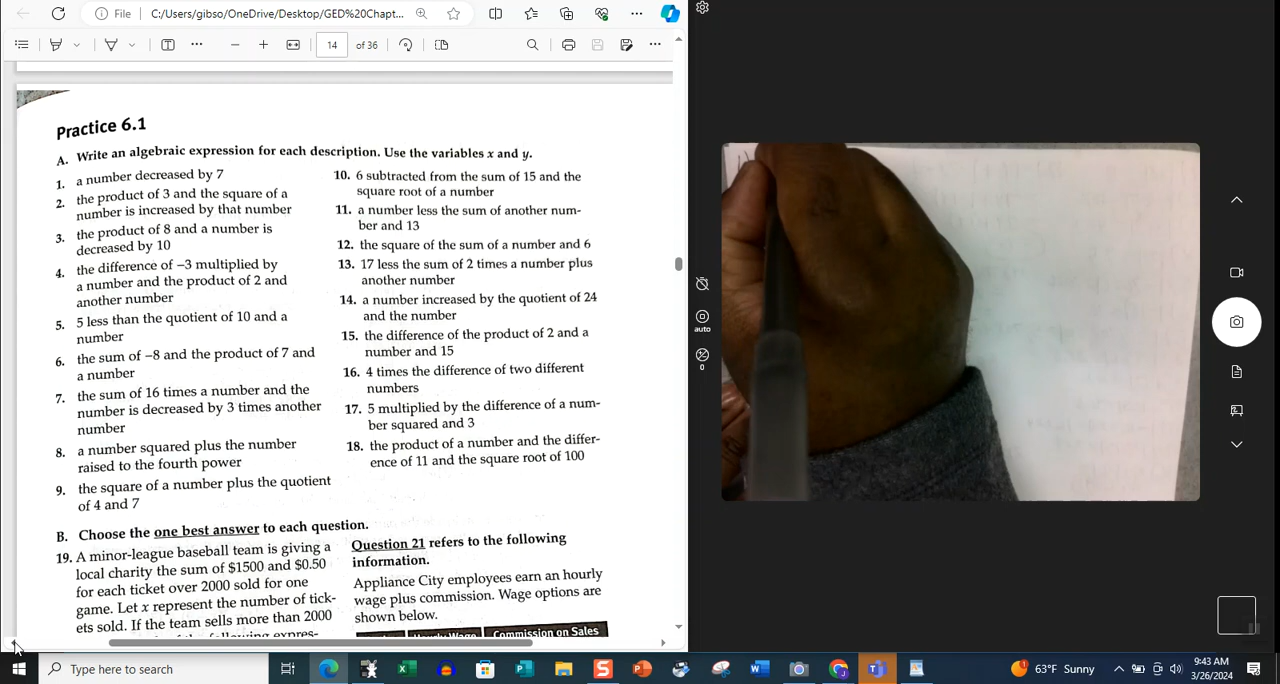 File
C:/Users/gibso/OneDrive/Desktop/GED%20Chapt...
14 of 36
Practice 6.1
A. Write an algebraic expression for each description. Use the variables x and y.
1. a number decreased by 7
2. the product of 3 and the square of a
number is increased by that number
3. the product of 8 and a number is
decreased by 10
4. the difference of −3 multiplied by
a number and the product of 2 and
another number
5. 5 less than the quotient of 10 and a
number
6. the sum of −8 and the product of 7 and
a number
7. the sum of 16 times a number and the
number is decreased by 3 times another
number
8. a number squared plus the number
raised to the fourth power
9. the square of a number plus the quotient
of 4 and 7
10. 6 subtracted from the sum of 15 and the
square root of a number
11. a number less the sum of another num-
ber and 13
12. the square of the sum of a number and 6
13. 17 less the sum of 2 times a number plus
another number
14. a number increased by the quotient of 24
and the number
15. the difference of the product of 2 and a
number and 15
16. 4 times the difference of two different
numbers
17. 5 multiplied by the difference of a num-
ber squared and 3
18. the product of a number and the differ-
ence of 11 and the square root of 100
B. Choose the one best answer to each question.
19. A minor-league baseball team is giving a
local charity the sum of $1500 and $0.50
for each ticket over 2000 sold for one
game. Let x represent the number of tick-
ets sold. If the team sells more than 2000
Question 21 refers to the following
information.
Appliance City employees earn an hourly
wage plus commission. Wage options are
shown below.
Hourly Wage
Commission on Sales
auto
0
Type here to search
63°F Sunny
9:43 AM
3/26/2024